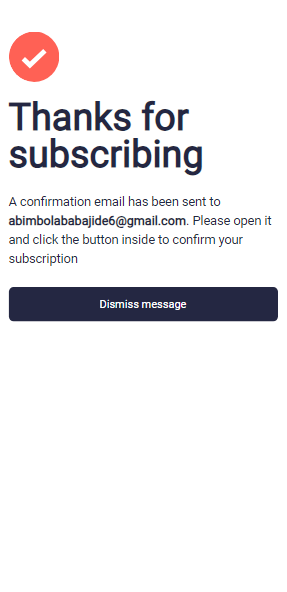 Thanks for
subscribing
A confirmation email has been sent to
abimbolababajide6@gmail.com. Please open it
and click the button inside to confirm your
subscription
Dismiss message